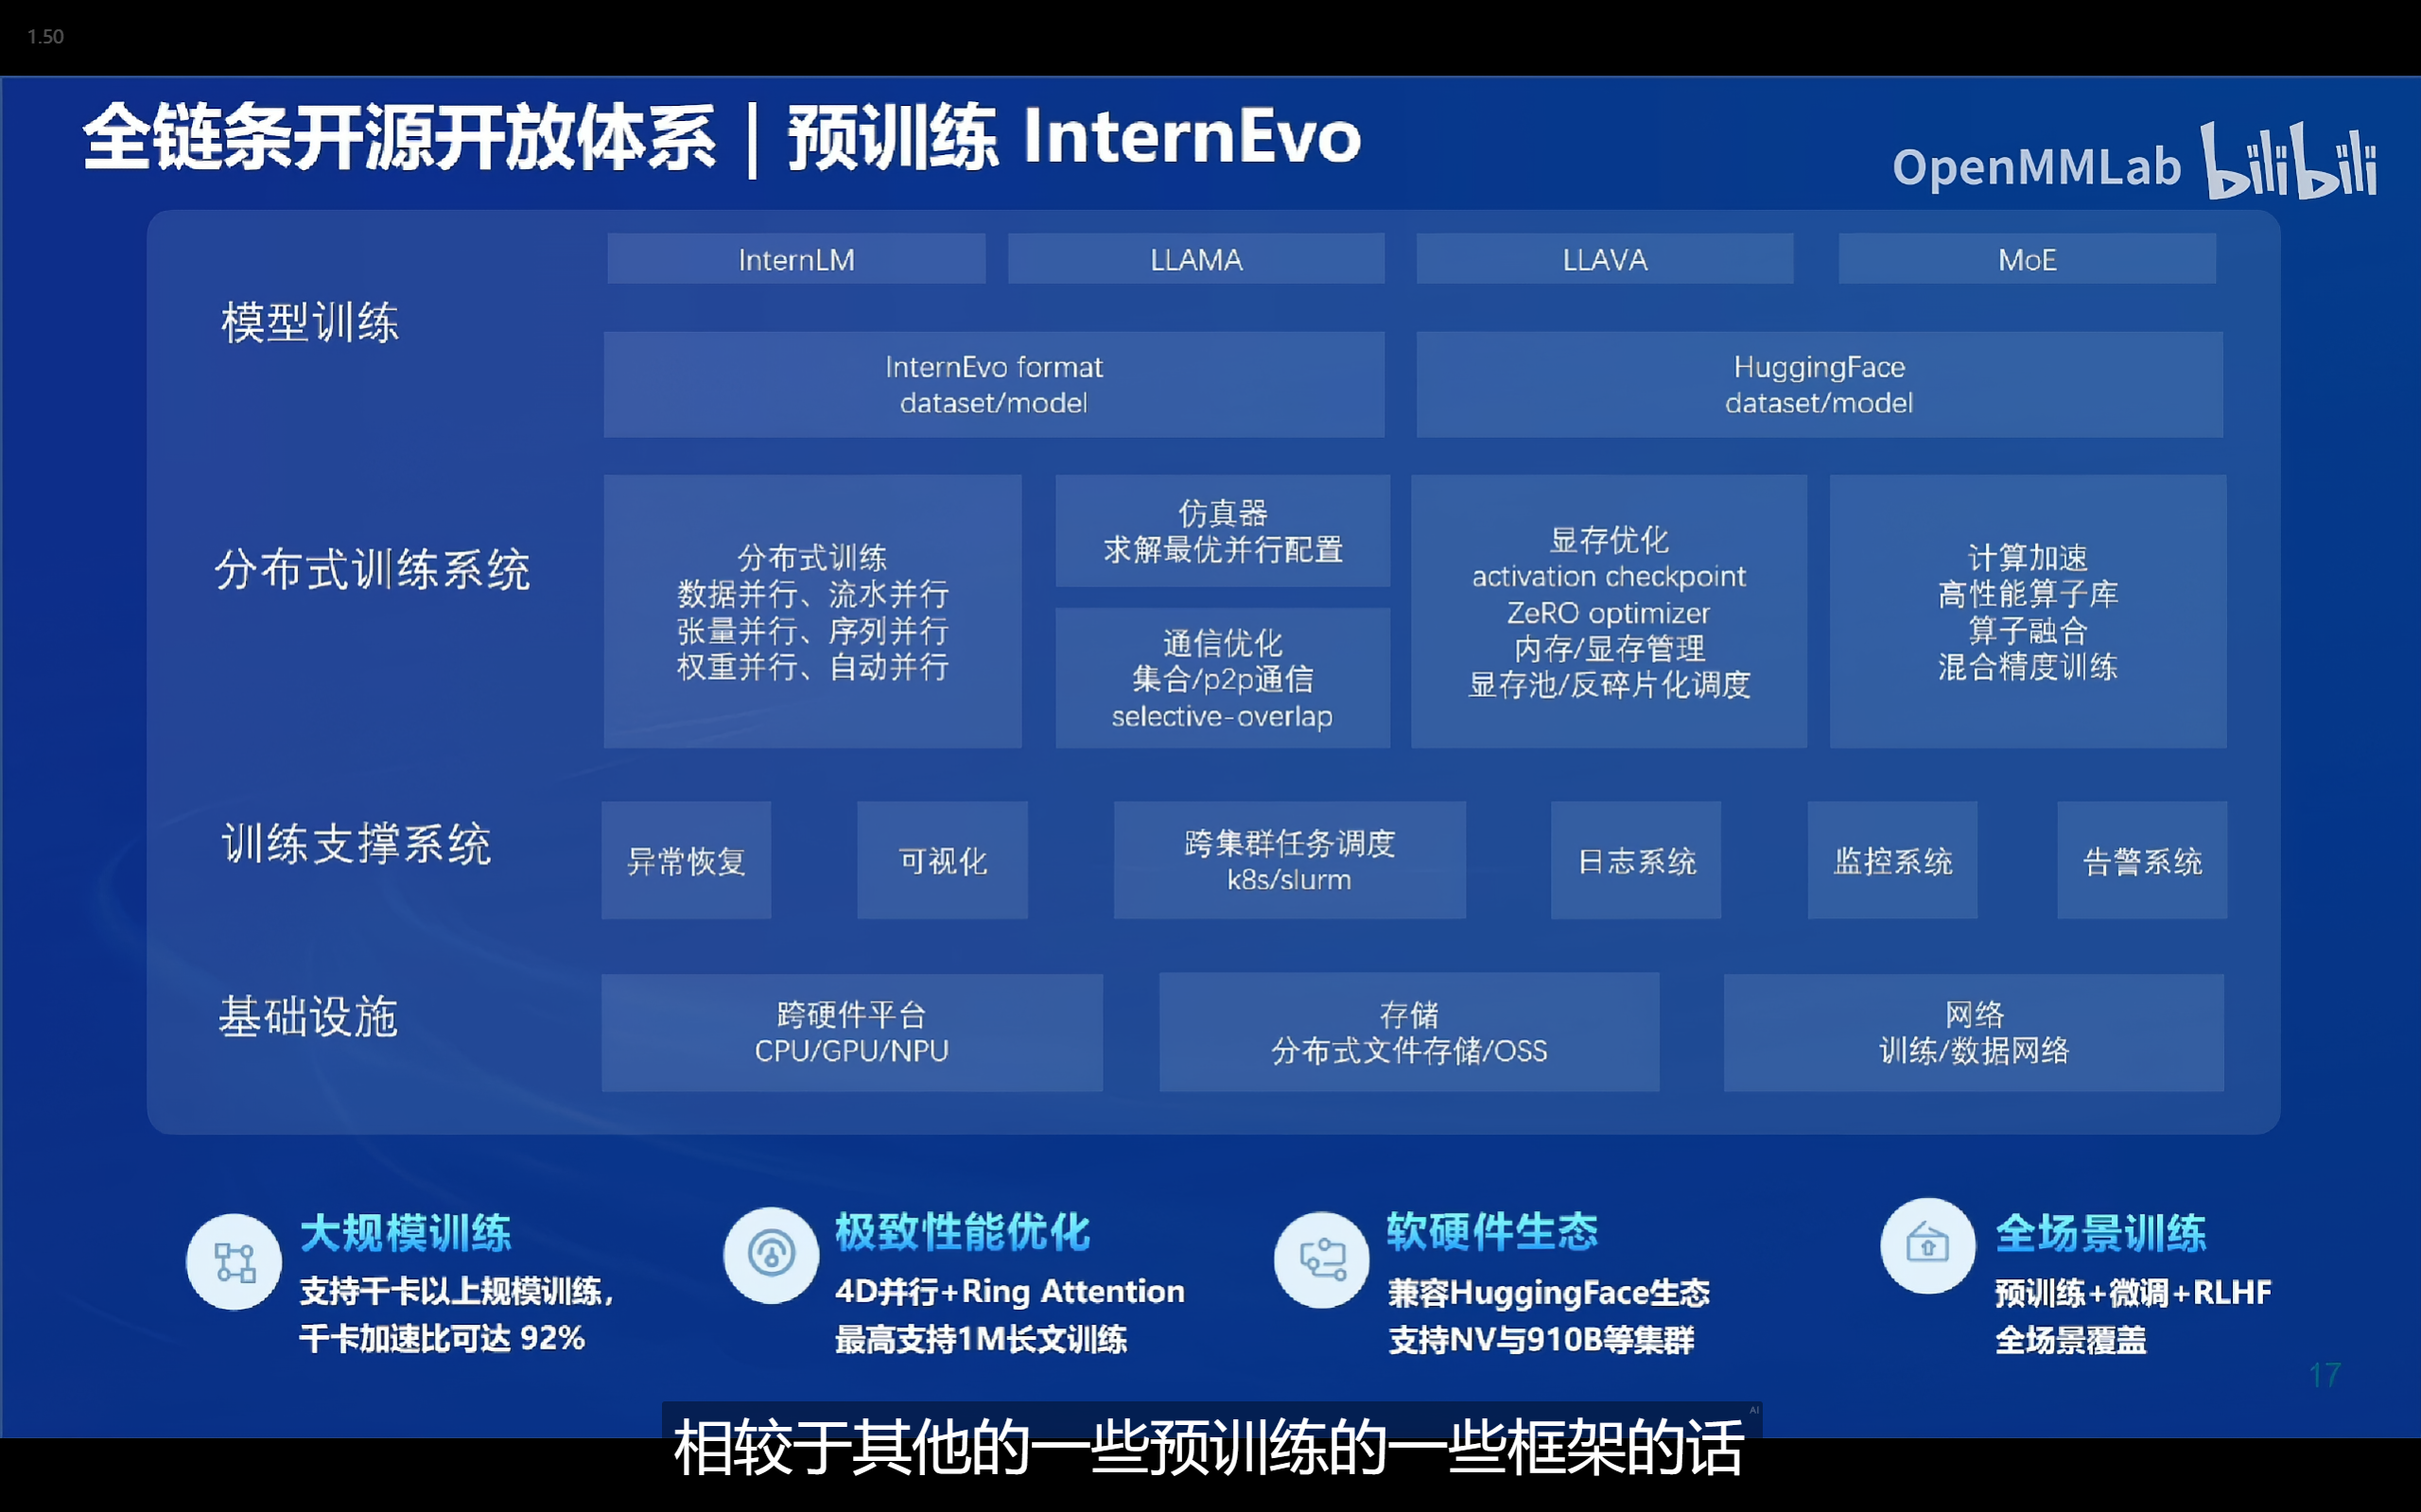 1.50
全链条开源开放体系 | 预训练 InternEvo
OpenMMLab bilibili
模型训练
InternLM
LLAMA
LLAVA
MoE
InternEvo format
dataset/model
HuggingFace
dataset/model
分布式训练系统
分布式训练
数据并行、流水并行
张量并行、序列并行
权重并行、自动并行
仿真器
求解最优并行配置
通信优化
集合/p2p通信
selective-overlap
显存优化
activation checkpoint
ZeRO optimizer
内存/显存管理
显存池/反碎片化调度
计算加速
高性能算子库
算子融合
混合精度训练
训练支撑系统
异常恢复
可视化
跨集群任务调度
k8s/slurm
日志系统
监控系统
告警系统
基础设施
跨硬件平台
CPU/GPU/NPU
存储
分布式文件存储/OSS
网络
训练/数据网络
大规模训练
支持千卡以上规模训练，
千卡加速比可达 92%
极致性能优化
4D并行+Ring Attention
最高支持1M长文训练
软硬件生态
兼容HuggingFace生态
支持NV与910B等集群
全场景训练
预训练+微调+RLHF
全场景覆盖
17
AI
相较于其他的一些预训练的一些框架的话